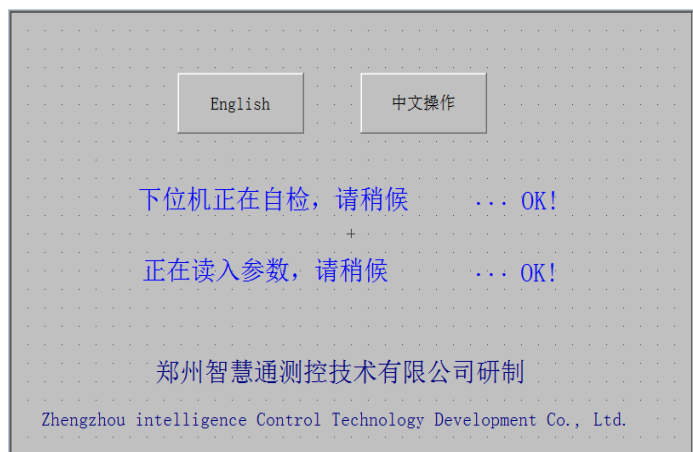 English 中文操作
下位机正在自检，请稍候 ... OK!
正在读入参数，请稍候 ... OK!
郑州智慧通测控技术有限公司研制
Zhengzhou intelligence Control Technology Development Co., Ltd.